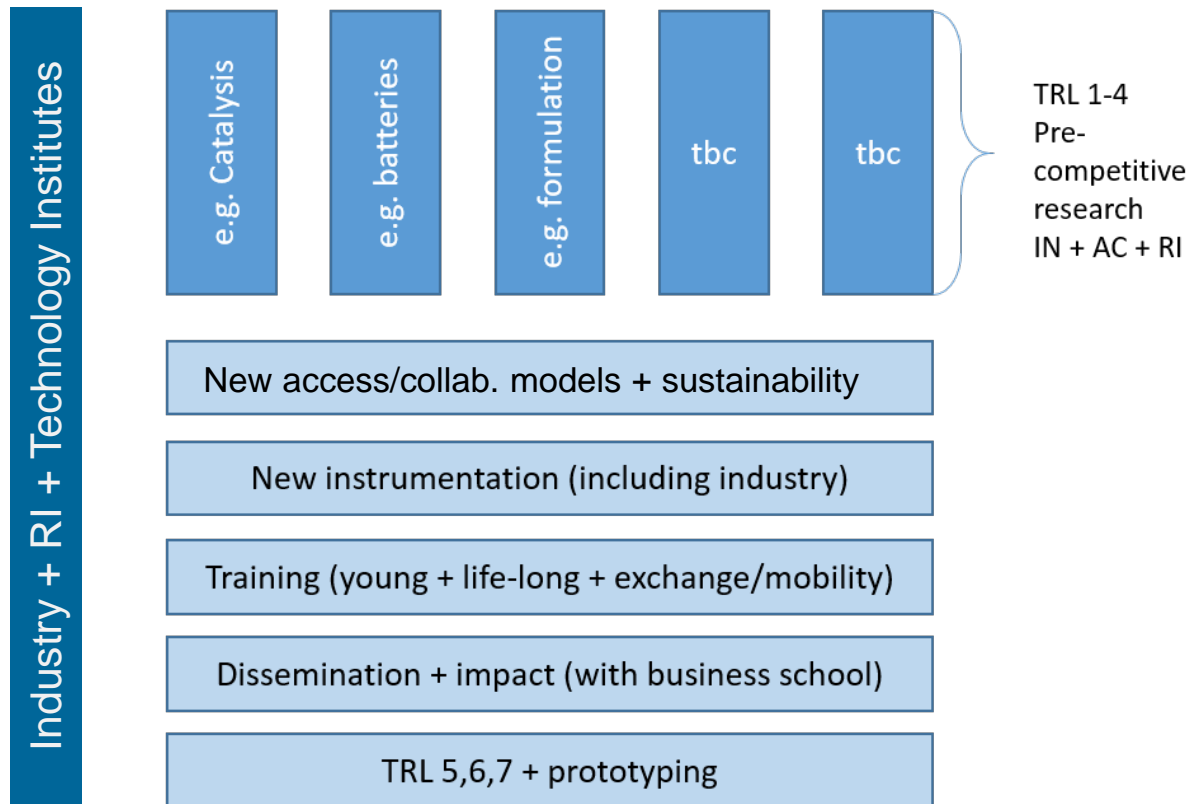 Industry + RI + Technology Institutes
e.g. Catalysis
e.g. batteries
e.g. formulation
tbc
tbc
TRL 1-4
Pre-
competitive
research
IN + AC + RI
New access/collab. models + sustainability
New instrumentation (including industry)
Training (young + life-long + exchange/mobility)
Dissemination + impact (with business school)
TRL 5,6,7 + prototyping